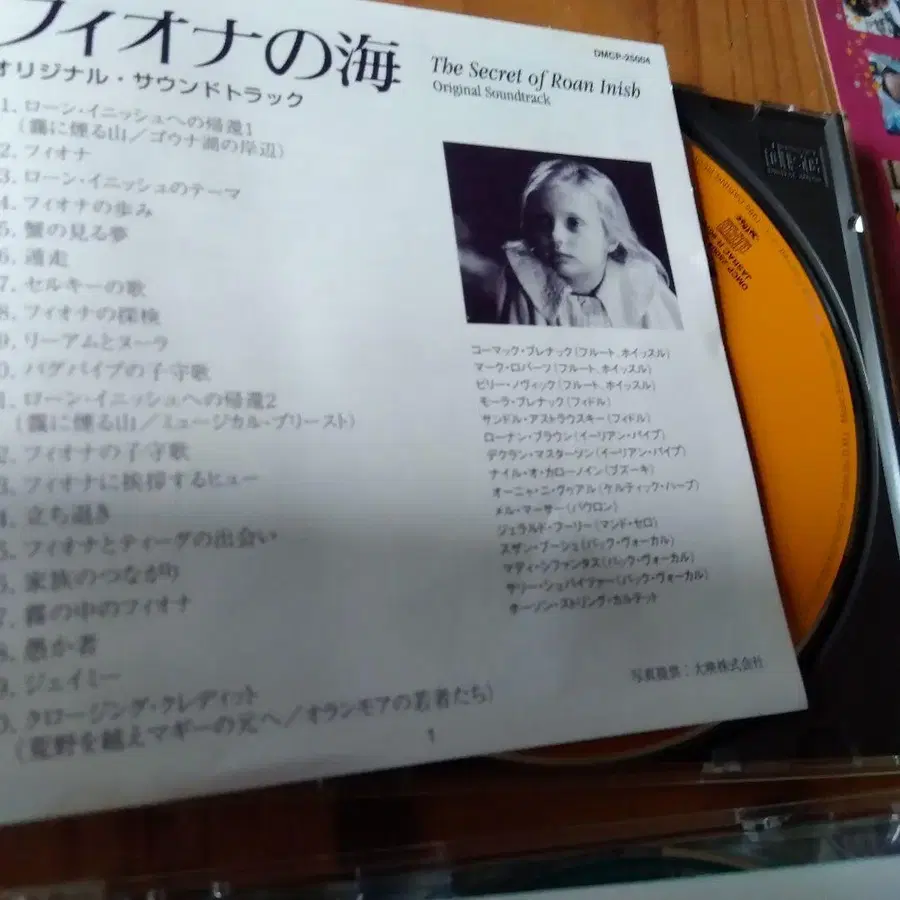 フィオナの海
オリジナル・サウンドトラック
DMCP-25004
The Secret of Roan Inish
Original Soundtrack
1. ローン・イニッシュへの帰還1
(霧に煙る山/ゴウナ湖の岸辺)
2. フィオナ
3. ローン・イニッシュのテーマ
4. フィオナの歩み
5. 蟹の見る夢
6. 遁走
7. セルキーの歌
8. フィオナの探検
9. リーアムとヌーラ
0. バグパイプの子守歌
1. ローン・イニッシュへの帰還2
(霧に煙る山/ミュージカル・プリースト)
2. フィオナの子守歌
3. フィオナに挨拶するヒュー
4. 立ち退き
5. フィオナとティーグの出会い
6. 家族のつながり
7. 霧の中のフィオナ
8. 愚か者
9. ジェイミー
0. クロージング・クレディット
(荒野を越えマギーの元へ/オランモアの若者たち)
コーマック・ブレナック(フルート、ホイッスル)
マーク・ロバーツ(フルート、ホイッスル)
ビリー・ノヴィック(フルート、ホイッスル)
モーラ・ブレナック(フィドル)
サンドル・アストラウスキー(フィドル)
ローナン・ブラウン(イーリアン・パイプ)
デクラン・マスターソン(イーリアン・パイプ)
ナイル・オ・カローノイン(ブズーキ)
オーニャ・ニ・ヴゥアル(ケルティック・ハープ)
メル・マーサー(バウロン)
ジェラルド・フーリー(マンド・セロ)
スザン・ブーシュ(バック・ヴォーカル)
マディ・シファンタス(バック・ヴォーカル)
サリー・シュバイツァー(バック・ヴォーカル)
オーソン・ストリング・カルテット
写真提供：大映株式会社
1